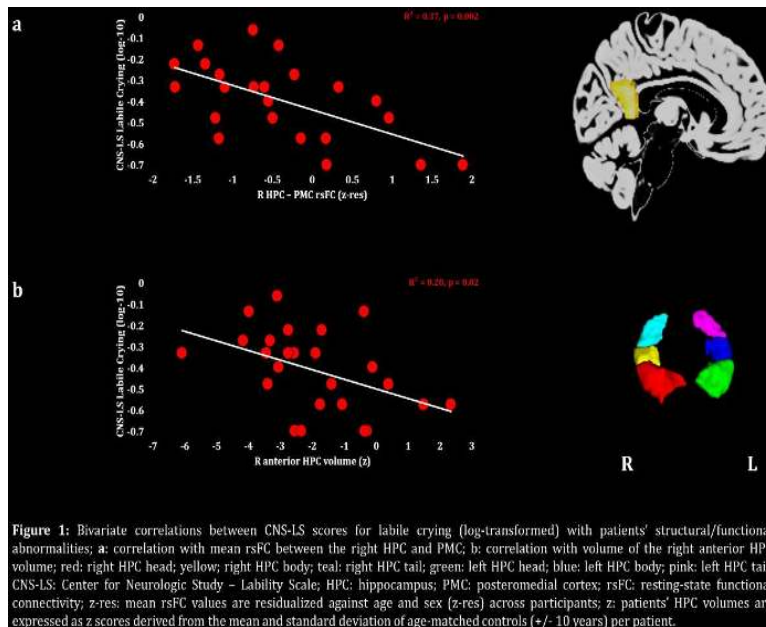 a
R² = 0.37, p = 0.002
CNS-LS Labile Crying (log-10)
0
-0.1
-0.2
-0.3
-0.4
-0.5
-0.6
-0.7
-2 -1.5 -1 -0.5 0 0.5 1 1.5 2
R HPC – PMC rsFC (z-res)
b
R² = 0.20, p = 0.02
CNS-LS Labile Crying (log-10)
0
-0.1
-0.2
-0.3
-0.4
-0.5
-0.6
-0.7
-7 -6 -5 -4 -3 -2 -1 0 1 2 3
R anterior HPC volume (z)
R L
Figure 1: Bivariate correlations between CNS-LS scores for labile crying (log-transformed) with patients' structural/functiona
abnormalities; a: correlation with mean rsFC between the right HPC and PMC; b: correlation with volume of the right anterior HP
volume; red: right HPC head; yellow; right HPC body; teal: right HPC tail; green: left HPC head; blue: left HPC body; pink: left HPC tai
CNS-LS: Center for Neurologic Study – Lability Scale; HPC: hippocampus; PMC: posteromedial cortex; rsFC: resting-state functiona
connectivity; z-res: mean rsFC values are residualized against age and sex (z-res) across participants; z: patients' HPC volumes ar
expressed as z scores derived from the mean and standard deviation of age-matched controls (+/- 10 years) per patient.